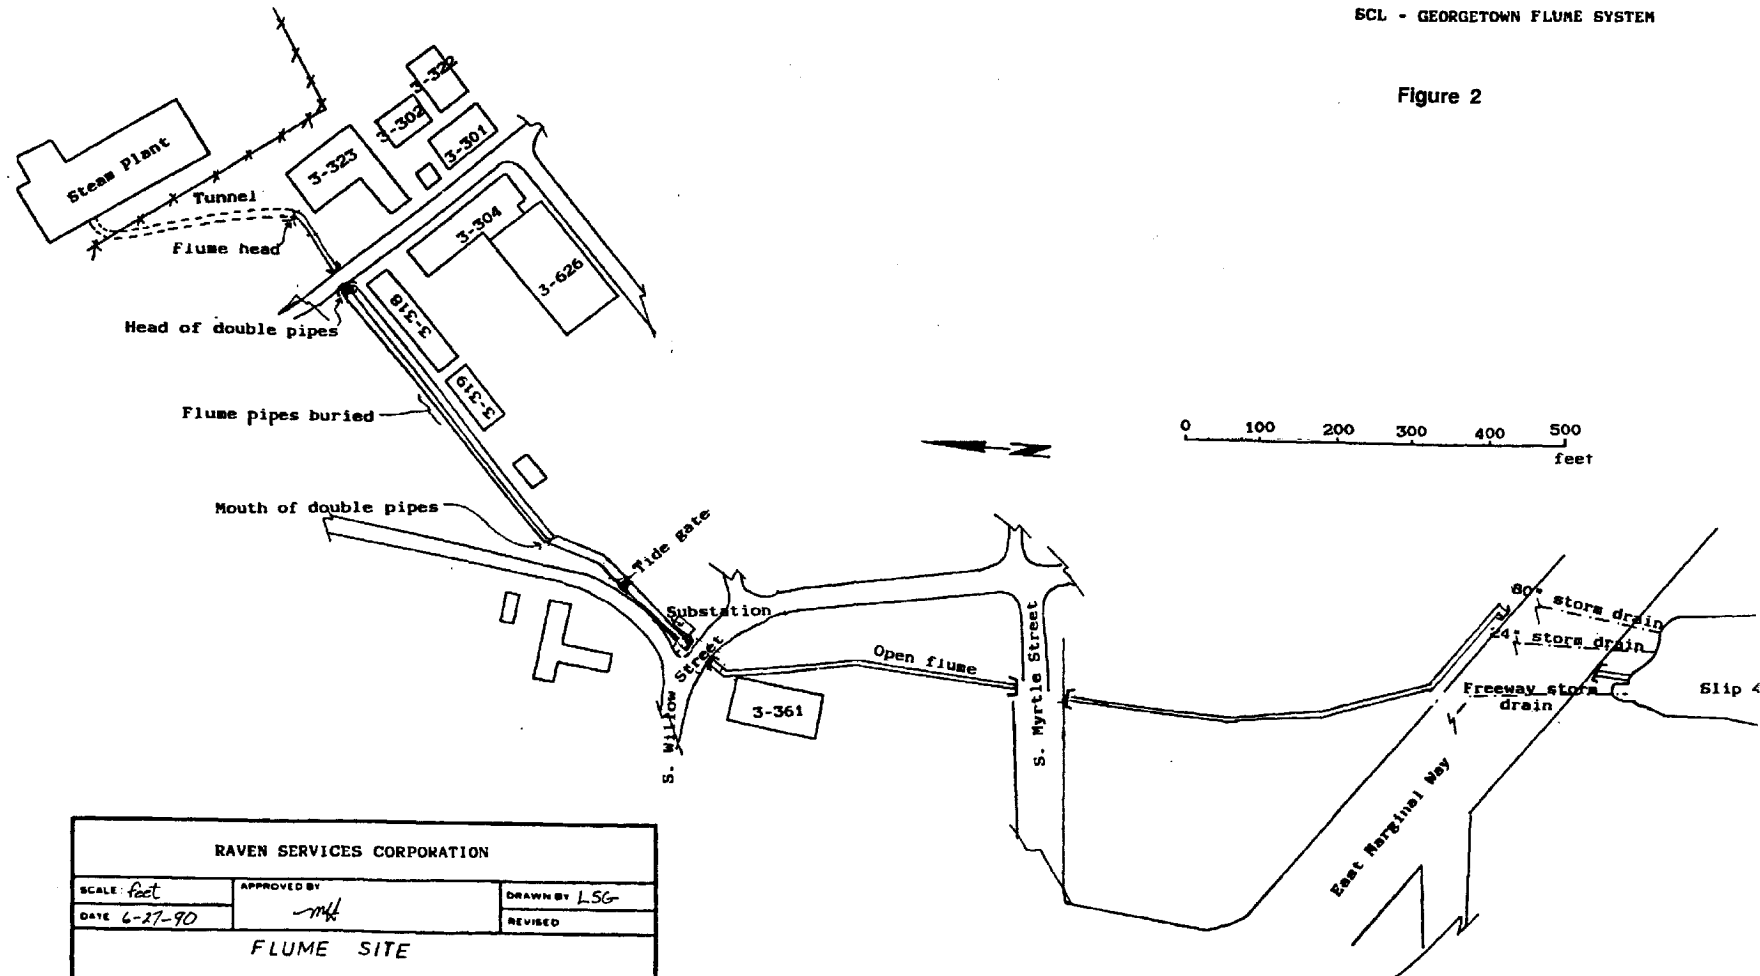 SCL - GEORGETOWN FLUME SYSTEM
Figure 2
3-322
3-302
3-301
3-323
Steam Plant
Tunnel
3-304
Flume head
3-626
3-318
Head of double pipes
3-319
Flume pipes buried
0 100 200 300 400 500
feet
N
Mouth of double pipes
Tide gate
Substation
S. Willow Street
Open flume
3-361
S. Myrtle Street
80" storm drain
24" storm drain
Freeway storm
drain
Slip 4
East Marginal Way
RAVEN SERVICES CORPORATION
SCALE: feet
APPROVED BY
DRAWN BY LSG
DATE 6-27-90
REVISED
FLUME SITE